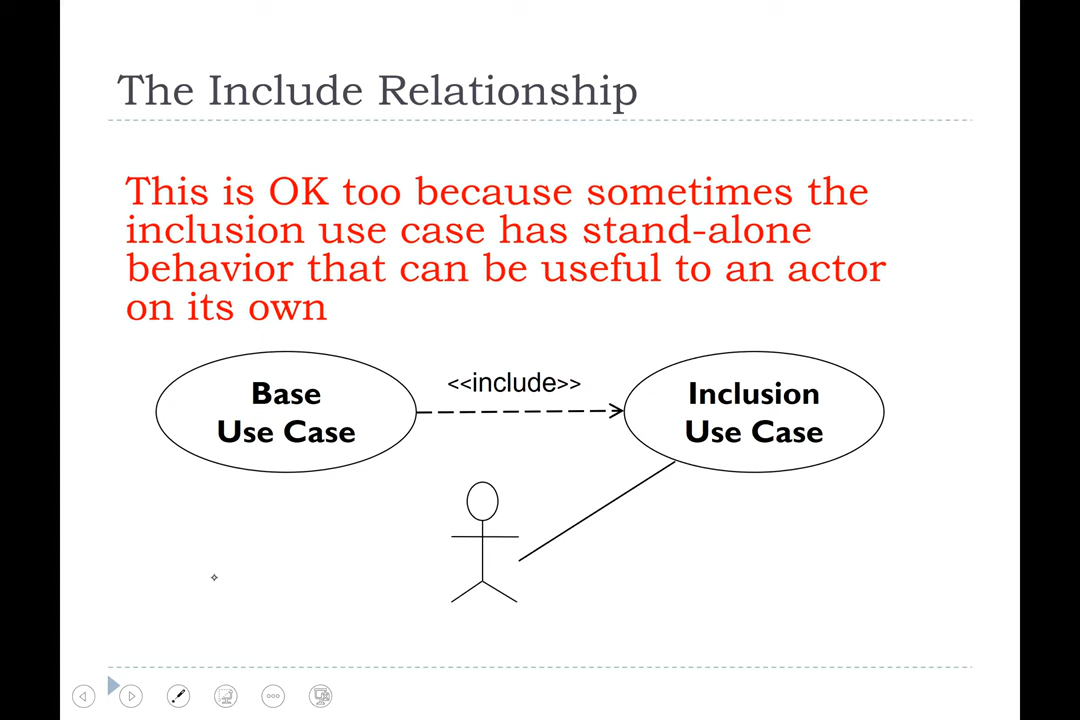 The Include Relationship
This is OK too because sometimes the
inclusion use case has stand-alone
behavior that can be useful to an actor
on its own
Base
Use Case
<<include>>
Inclusion
Use Case